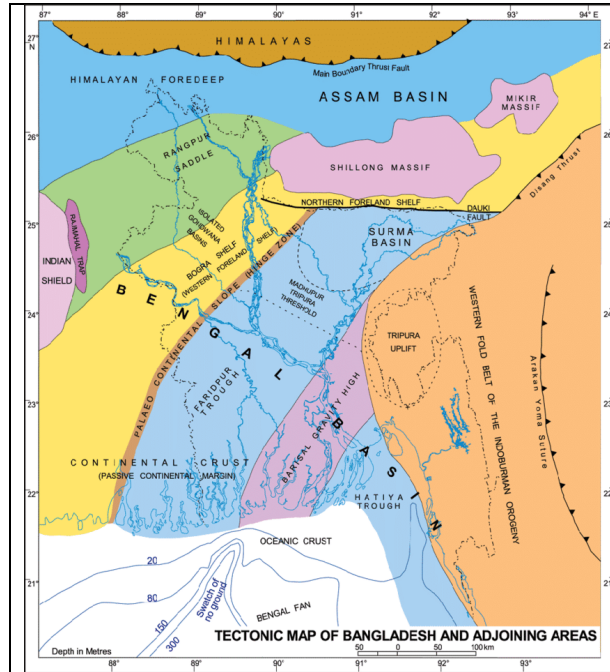 88° 89° 90° 91° 92° 93° 94° E
27°
N
HIMALAYAS
Main Boundary Thrust Fault
HIMALAYAN FOREDEEP
ASSAM BASIN
MIKIR
MASSIF
26°
26°
RANGPUR
SADDLE
SHILLONG MASSIF
Disang Thrust
NORTHERN FORELAND SHELF
DAUKI
FAULT
25°
RAJMAHAL TRAP
ISOLATED
GONDWANA
BASINS
SURMA
BASIN
INDIAN
SHIELD
BOGRA SHELF
(WESTERN FORELAND SHELF)
PALAEO CONTINENTAL SLOPE (HINGE ZONE)
MADHUPUR
TRIPURA
THRESHOLD
24°
BENGAL
BASIN
TRIPURA
UPLIFT
WESTERN FOLD BELT OF THE INDOBURMAN OROGENY
Arakan Yoma Suture
FARIDPUR
TROUGH
23°
BARISAL GRAVITY HIGH
CONTINENTAL CRUST
(PASSIVE CONTINENTAL MARGIN)
22°
HATIYA
TROUGH
OCEANIC CRUST
20
21°
80
150
300
Swatch of
no ground
BENGAL FAN
TECTONIC MAP OF BANGLADESH AND ADJOINING AREAS
Depth in Metres
50 0 50 100 km
88° 89° 90° 91° 92° 93°